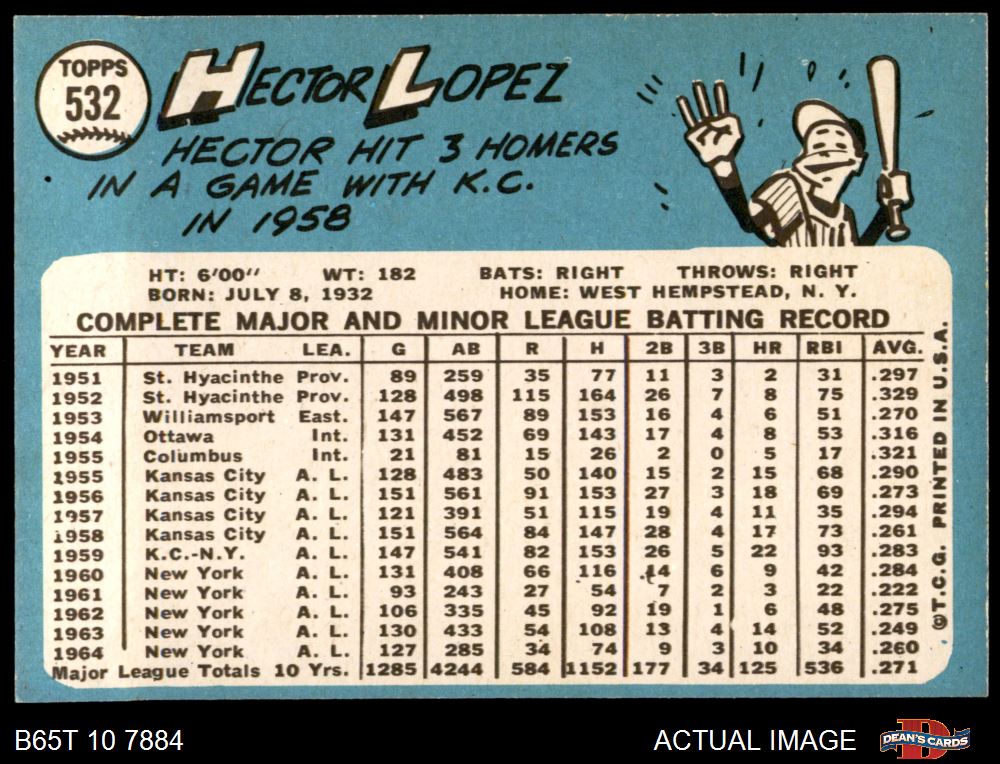 TOPPS
532
HECTOR LOPEZ
HECTOR HIT 3 HOMERS
IN A GAME WITH K.C.
IN 1958
HT: 6'00" WT: 182 BATS: RIGHT THROWS: RIGHT
BORN: JULY 8, 1932 HOME: WEST HEMPSTEAD, N. Y.
COMPLETE MAJOR AND MINOR LEAGUE BATTING RECORD
YEAR TEAM LEA. G AB R H 2B 3B HR RBI AVG.
1951 St. Hyacinthe Prov. 89 259 35 77 11 3 2 31 .297
1952 St. Hyacinthe Prov. 128 498 115 164 26 7 8 75 .329
1953 Williamsport East. 147 567 89 153 16 4 6 51 .270
1954 Ottawa Int. 131 452 69 143 17 4 8 53 .316
1955 Columbus Int. 21 81 15 26 2 0 5 17 .321
1955 Kansas City A. L. 128 483 50 140 15 2 15 68 .290
1956 Kansas City A. L. 151 561 91 153 27 3 18 69 .273
1957 Kansas City A. L. 121 391 51 115 19 4 11 35 .294
1958 Kansas City A. L. 151 564 84 147 28 4 17 73 .261
1959 K.C.-N.Y. A. L. 147 541 82 153 26 5 22 93 .283
1960 New York A. L. 131 408 66 116 14 6 9 42 .284
1961 New York A. L. 93 243 27 54 7 2 3 22 .222
1962 New York A. L. 106 335 45 92 19 1 6 48 .275
1963 New York A. L. 130 433 54 108 13 4 14 52 .249
1964 New York A. L. 127 285 34 74 9 3 10 34 .260
Major League Totals 10 Yrs. 1285 4244 584 1152 177 34 125 536 .271
©T.C.G. PRINTED IN U.S.A.
B65T 10 7884
ACTUAL IMAGE
D
DEAN'S CARDS